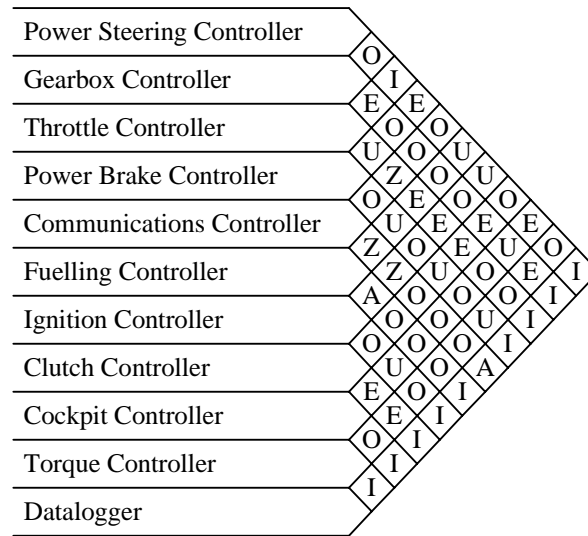 Power Steering Controller
O
Gearbox Controller I
E E
Throttle Controller O O
U O U
Power Brake Controller Z O U
O E O O
Communications Controller U E E E
Z O E U O
Fuelling Controller Z U O E I
A O O O I
Ignition Controller O O U I
O O O I
Clutch Controller U O A
E O I
Cockpit Controller E I
O I
Torque Controller I
I
Datalogger